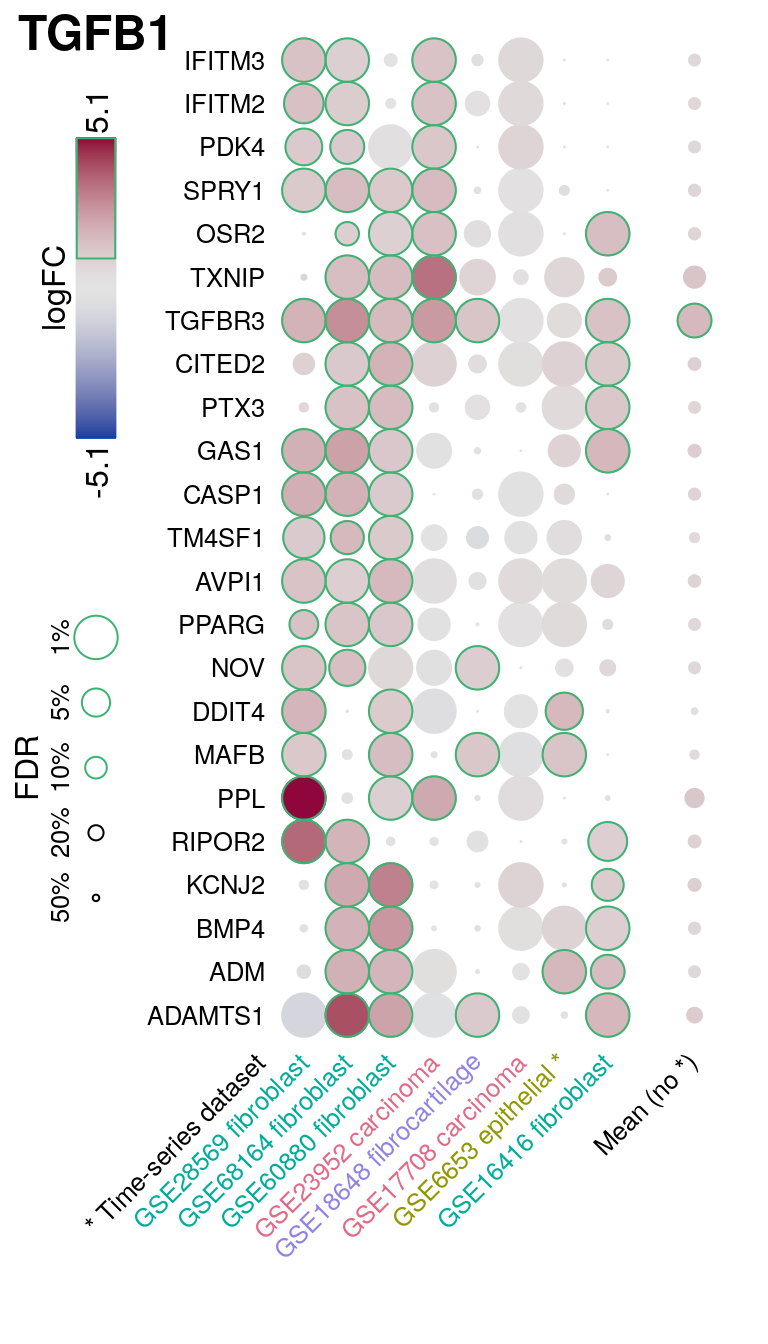 TGFB1
5.1
logFC
-5.1
FDR
1%
5%
10%
20%
50%
IFITM3
IFITM2
PDK4
SPRY1
OSR2
TXNIP
TGFBR3
CITED2
PTX3
GAS1
CASP1
TM4SF1
AVPI1
PPARG
NOV
DDIT4
MAFB
PPL
RIPOR2
KCNJ2
BMP4
ADM
ADAMTS1
* Time-series dataset
GSE28569 fibroblast
GSE68164 fibroblast
GSE60880 fibroblast
GSE23952 carcinoma
GSE18648 fibrocartilage
GSE17708 carcinoma
GSE6653 epithelial *
GSE16416 fibroblast
Mean (no *)